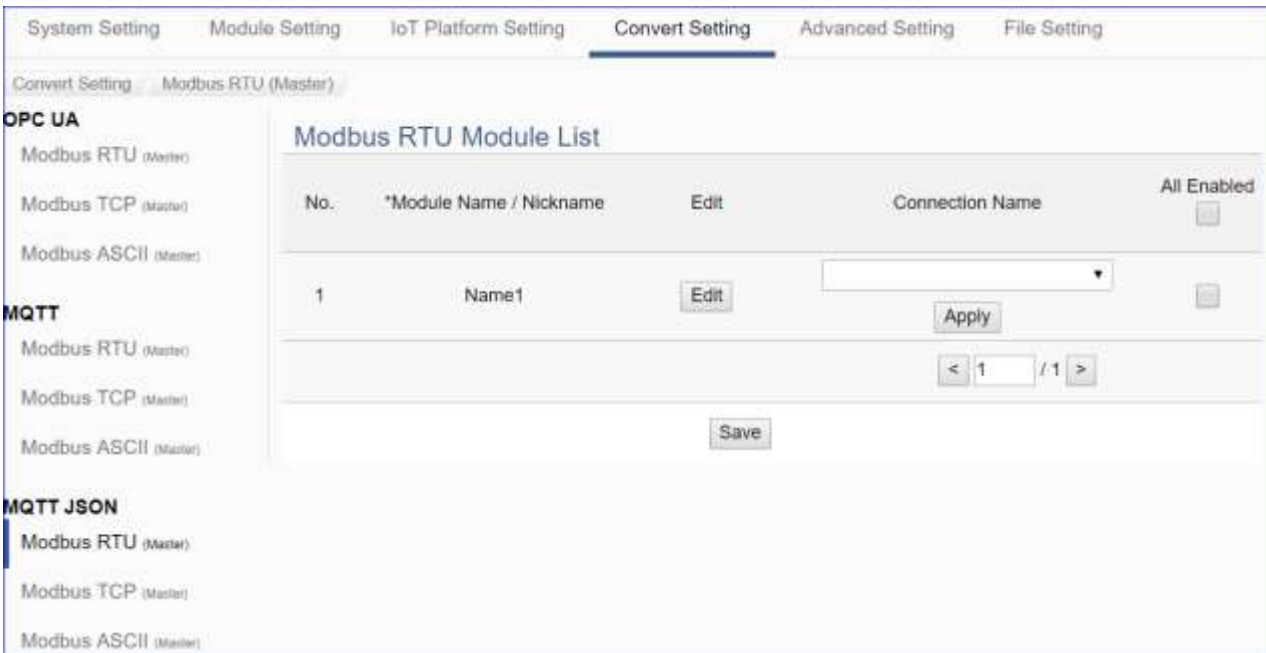 System Setting Module Setting IoT Platform Setting Convert Setting Advanced Setting File Setting
Convert Setting Modbus RTU (Master)
OPC UA
Modbus RTU (Master)
Modbus TCP (Master)
Modbus ASCII (Master)
MQTT
Modbus RTU (Master)
Modbus TCP (Master)
Modbus ASCII (Master)
MQTT JSON
Modbus RTU (Master)
Modbus TCP (Master)
Modbus ASCII (Master)
Modbus RTU Module List
No. *Module Name / Nickname Edit Connection Name All Enabled
1 Name1 Edit
Apply
< 1 / 1 >
Save